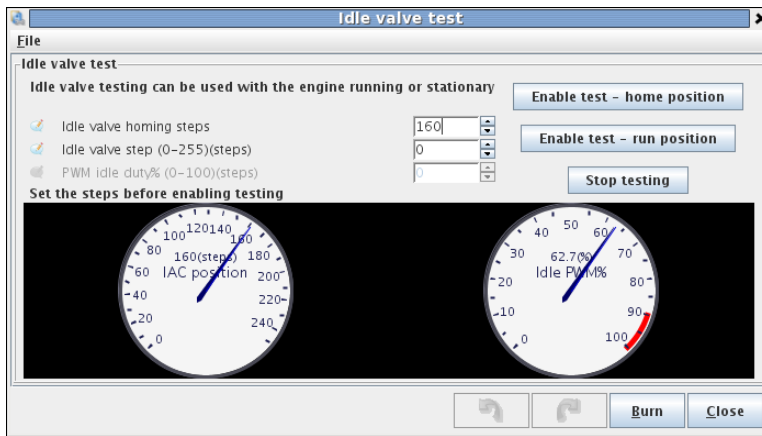 Idle valve test
File
Idle valve test
Idle valve testing can be used with the engine running or stationary
Enable test - home position
Idle valve homing steps 160
Enable test - run position
Idle valve step (0-255)(steps) 0
PWM idle duty% (0-100)(steps) 0
Stop testing
Set the steps before enabling testing
0 20 40 60 80 100 120 140 160 180 200 220 240
160(steps)
IAC position
0 10 20 30 40 50 60 70 80 90 100
62.7(%)
Idle PWM%
Burn Close